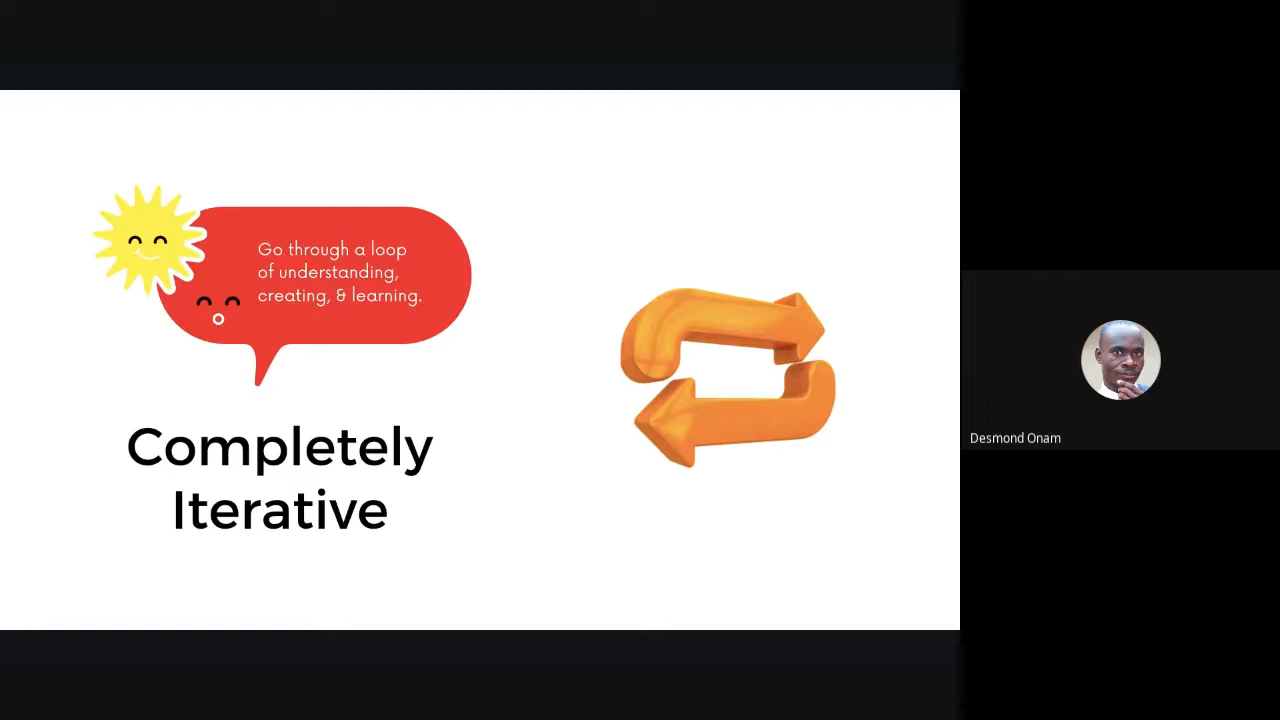 Go through a loop
of understanding,
creating, & learning.
Completely
Iterative
Desmond Onam